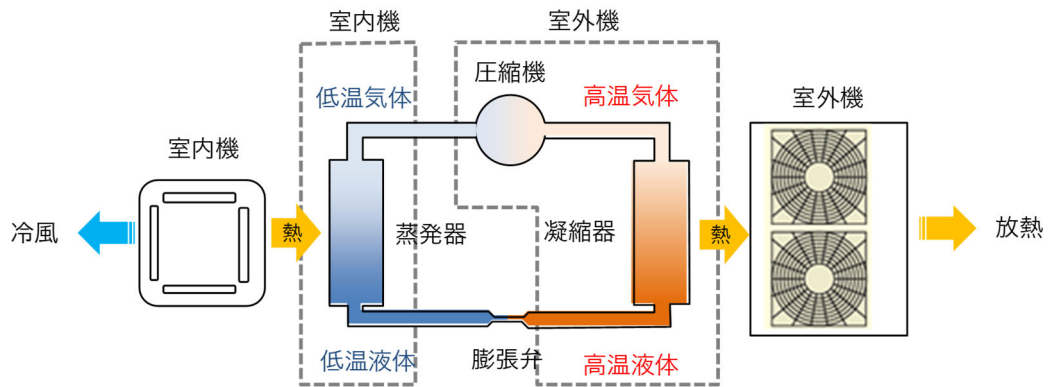 室内機
室外機
圧縮機
低温気体
高温気体
室外機
室内機
冷風
熱
蒸発器
凝縮器
熱
放熱
低温液体
膨張弁
高温液体